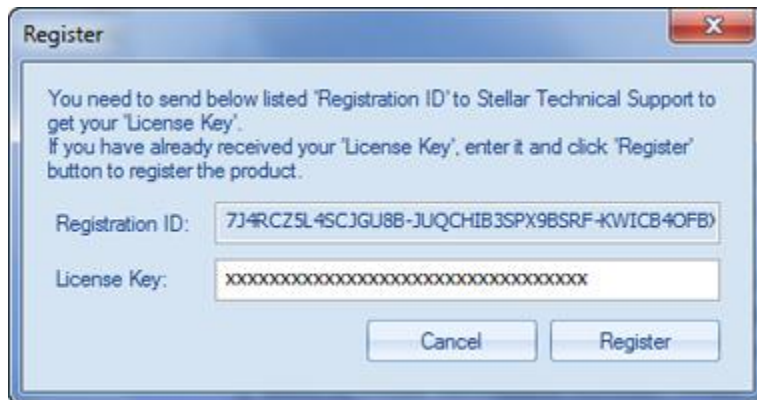 Register
You need to send below listed 'Registration ID' to Stellar Technical Support to
get your 'License Key'.
If you have already received your 'License Key', enter it and click 'Register'
button to register the product.
Registration ID: 7J4RCZ5L4SCJGU8B-JUQCHIB3SPX9BSRF-KWICB4OFB
License Key: xxxxxxxxxxxxxxxxxxxxxxxxxxxxxxxxx
Cancel Register